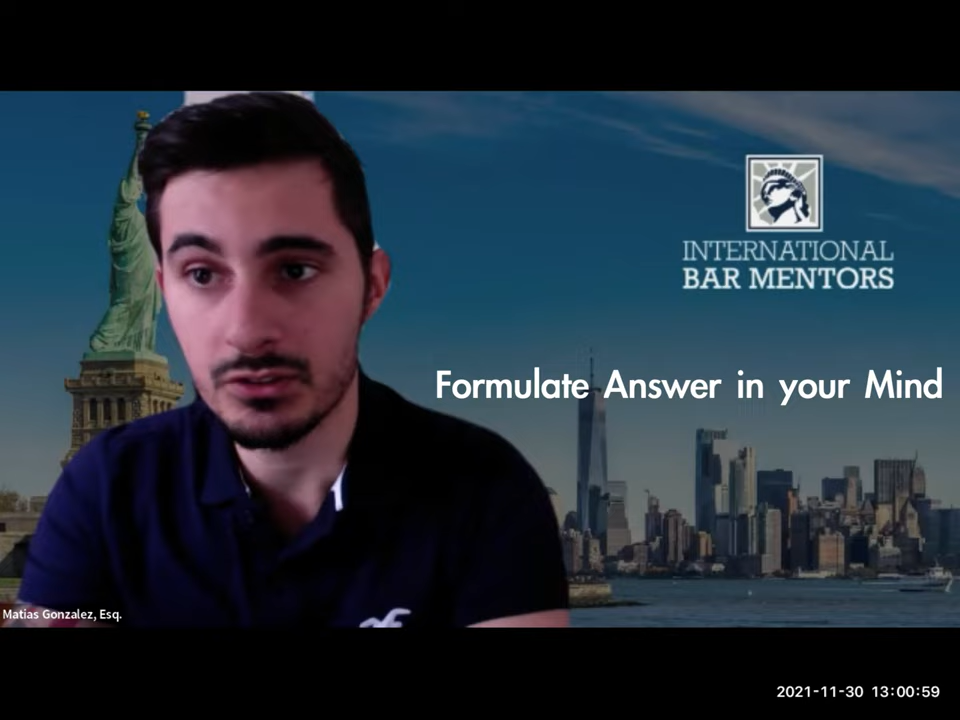 INTERNATIONAL
BAR MENTORS
Formulate Answer in your Mind
Matias Gonzalez, Esq.
2021-11-30 13:00:59